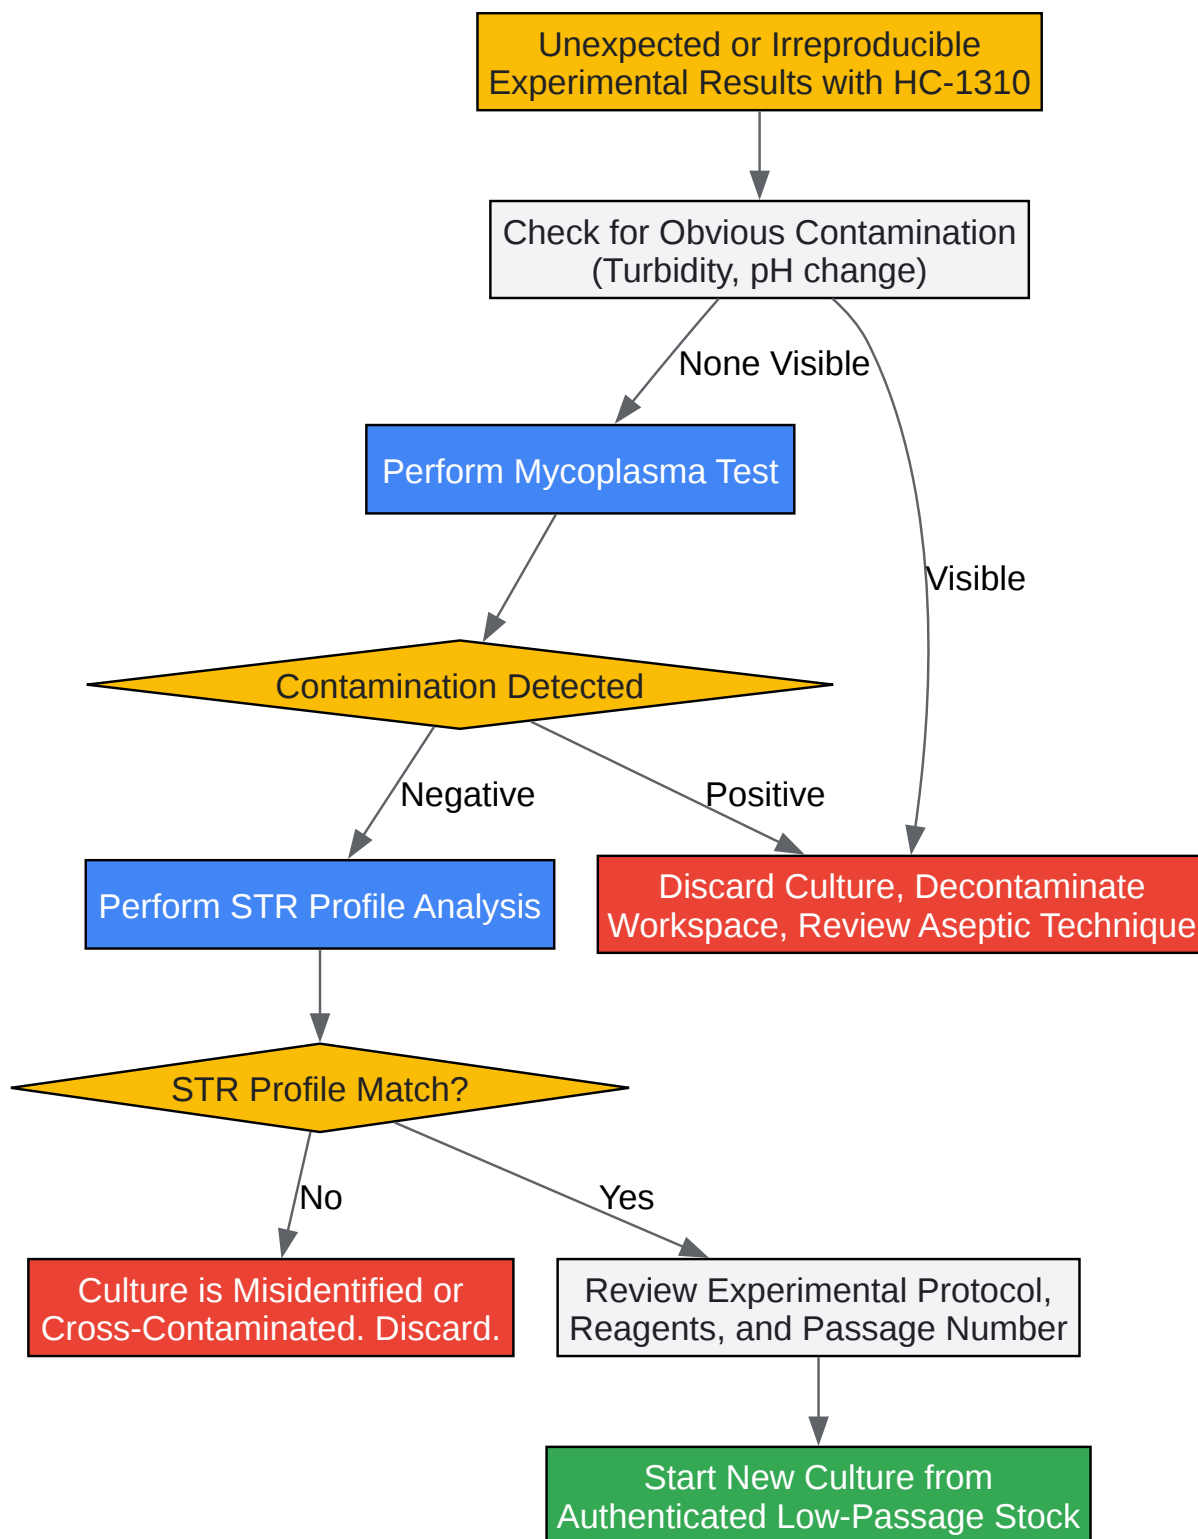 Unexpected or Irreproducible
Experimental Results with HC-1310
Check for Obvious Contamination
(Turbidity, pH change)
None Visible
Perform Mycoplasma Test
Visible
Contamination Detected
Negative
Positive
Perform STR Profile Analysis
Discard Culture, Decontaminate
Workspace, Review Aseptic Technique
STR Profile Match?
No
Yes
Culture is Misidentified or
Cross-Contaminated. Discard.
Review Experimental Protocol,
Reagents, and Passage Number
Start New Culture from
Authenticated Low-Passage Stock